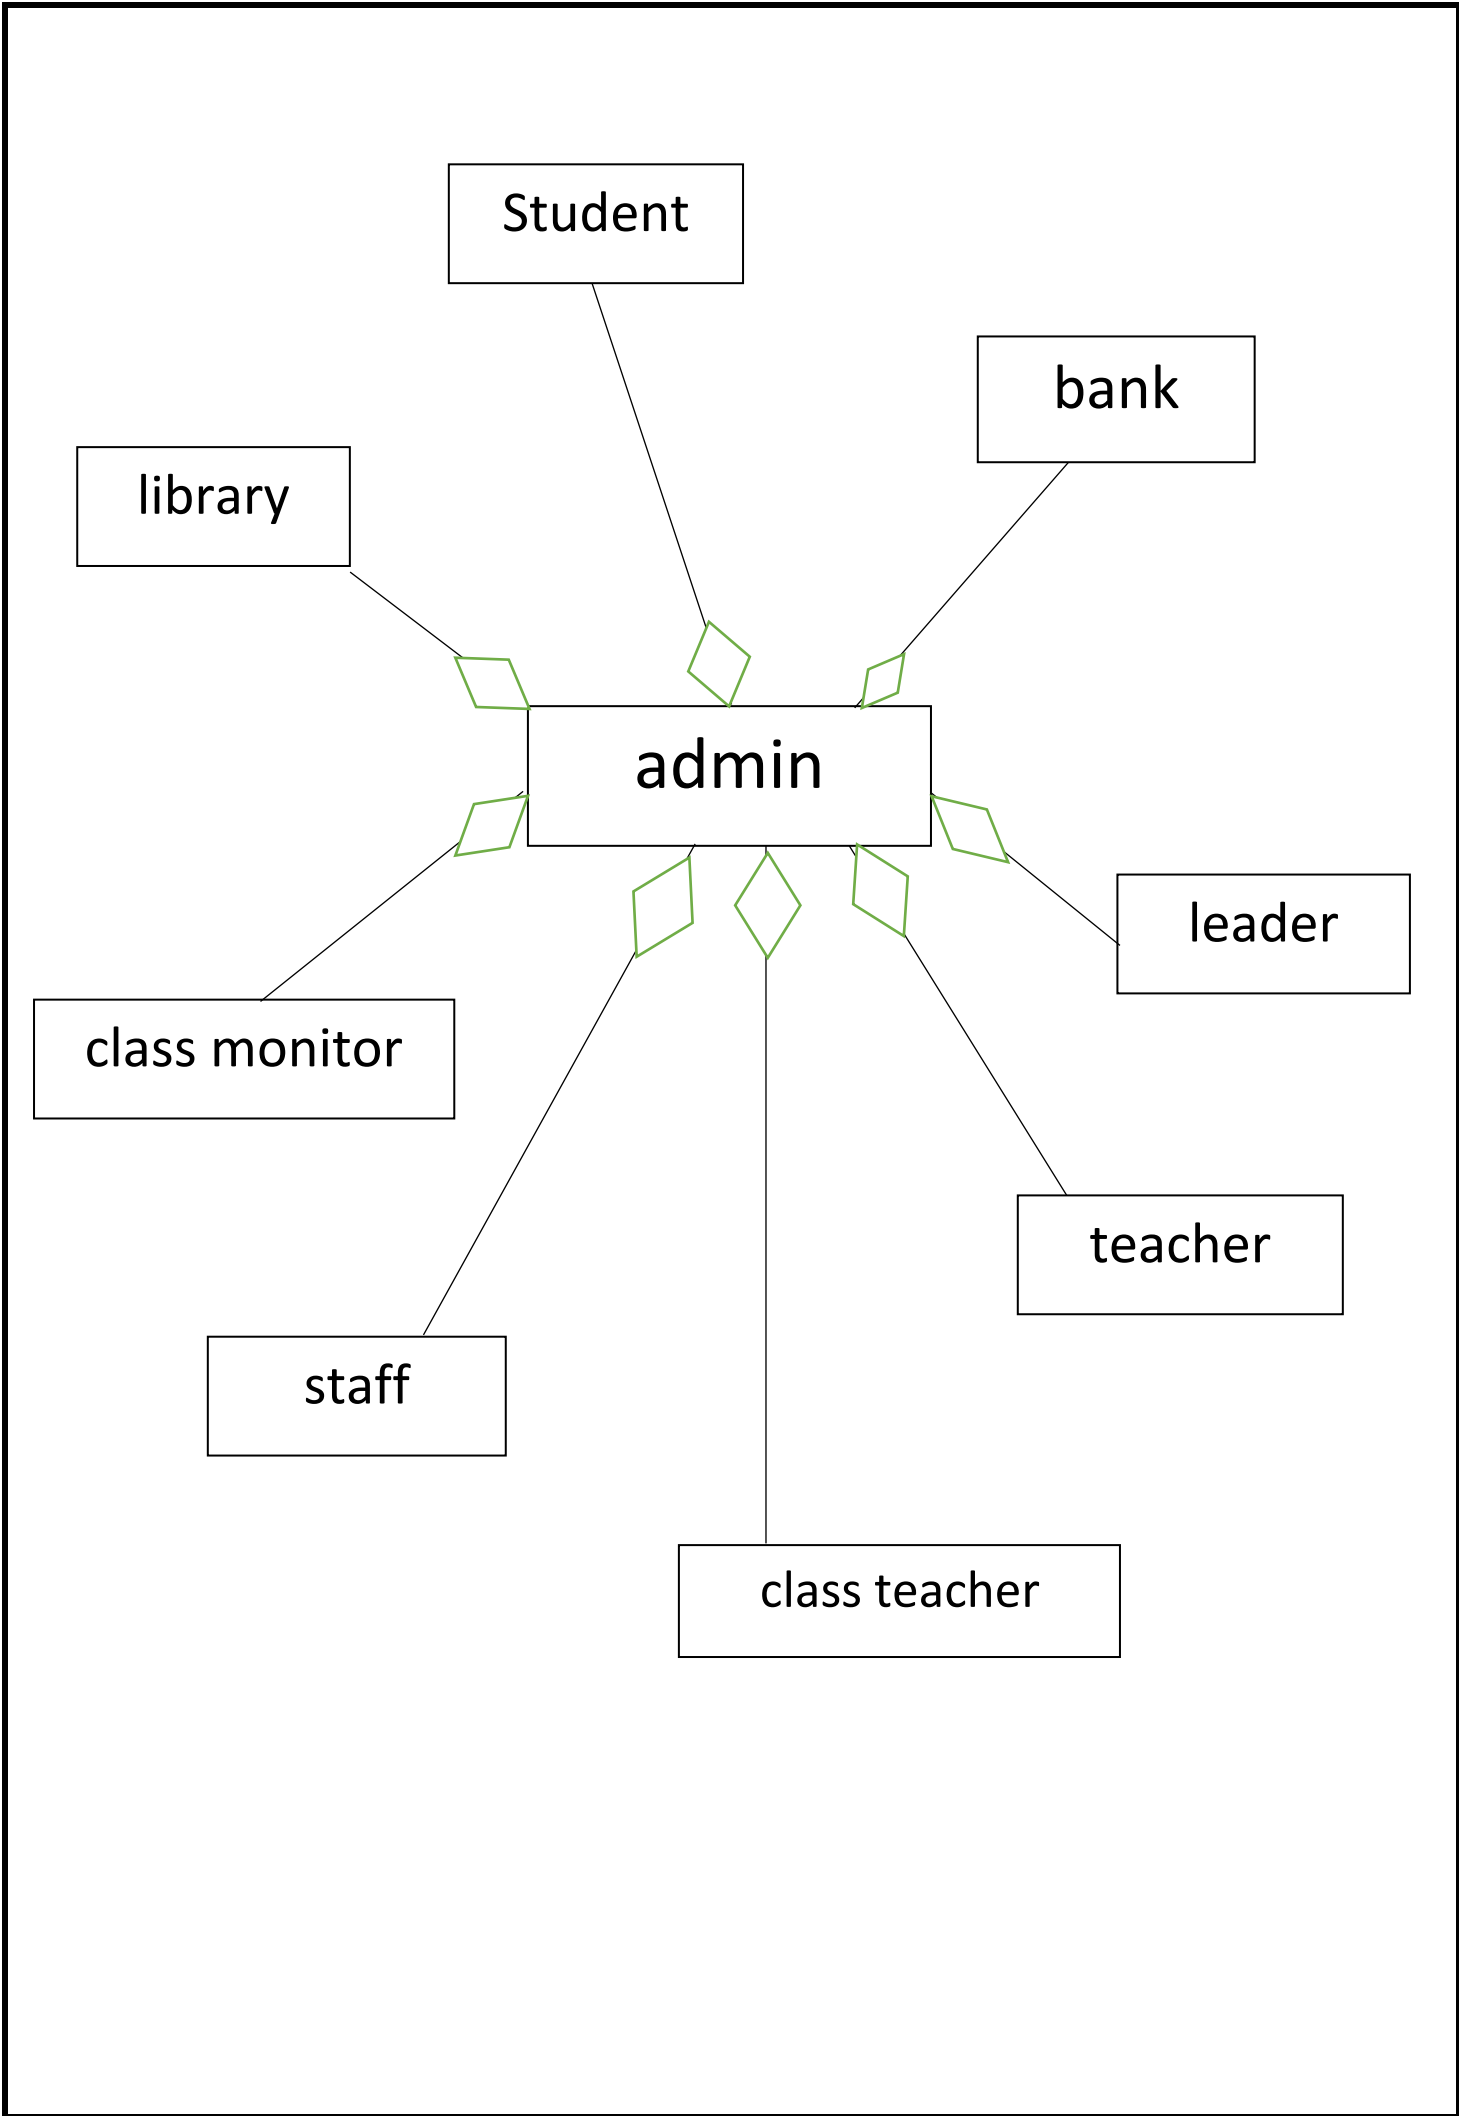 Student
bank
library
admin
leader
class monitor
teacher
staff
class teacher